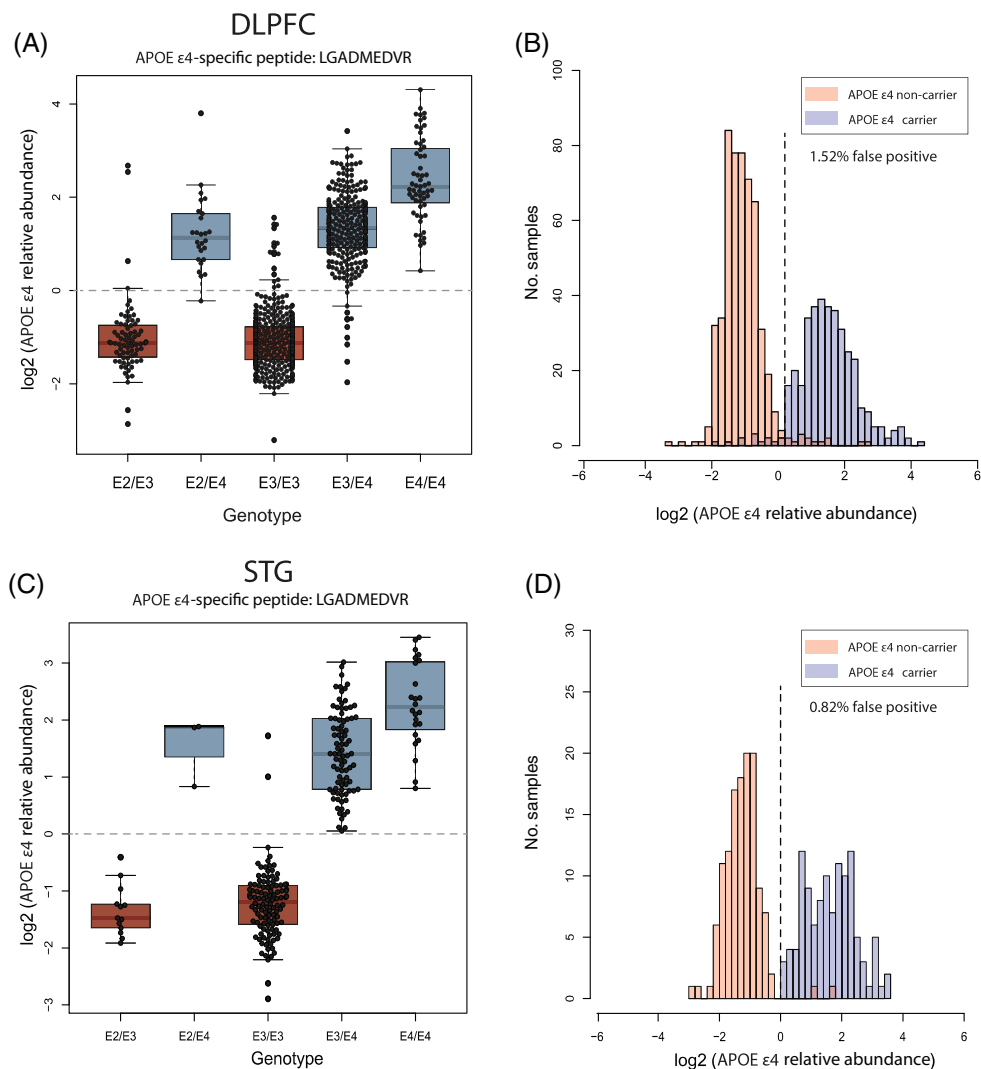 DLPFC
(A)
APOE ε4-specific peptide: LGADMEDVR
log2 (APOE ε4 relative abundance)
4
2
0
−2
E2/E3 E2/E4 E3/E3 E3/E4 E4/E4
Genotype
(B)
No. samples
100
80
60
40
20
0
APOE ε4 non-carrier
APOE ε4 carrier
1.52% false positive
−6 −4 −2 0 2 4 6
log2 (APOE ε4 relative abundance)
STG
(C)
APOE ε4-specific peptide: LGADMEDVR
log2 (APOE ε4 relative abundance)
3
2
1
0
−1
−2
−3
E2/E3 E2/E4 E3/E3 E3/E4 E4/E4
Genotype
(D)
No. samples
30
25
20
15
10
5
0
APOE ε4 non-carrier
APOE ε4 carrier
0.82% false positive
−6 −4 −2 0 2 4 6
log2 (APOE ε4 relative abundance)